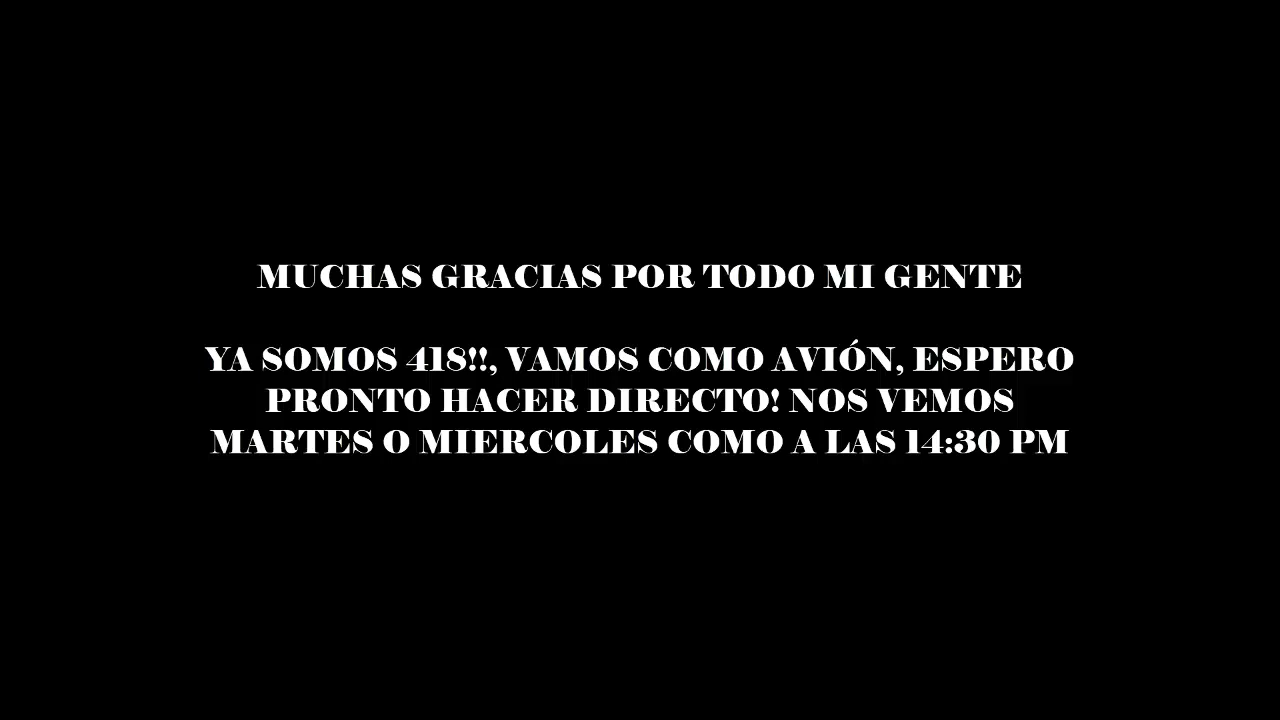 MUCHAS GRACIAS POR TODO MI GENTE
YA SOMOS 418!!, VAMOS COMO AVIÓN, ESPERO
PRONTO HACER DIRECTO! NOS VEMOS
MARTES O MIERCOLES COMO A LAS 14:30 PM